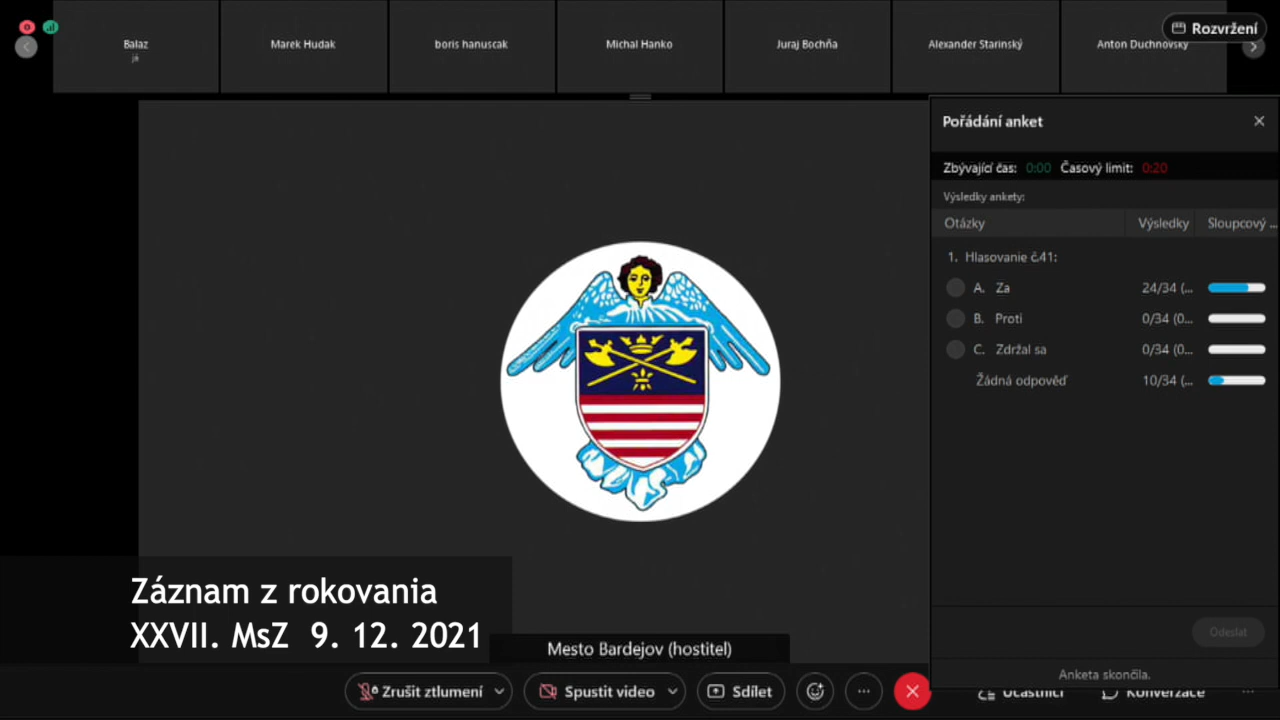 Balaz
já
Marek Hudak
boris hanuscak
Michal Hanko
Juraj Bochňa
Alexander Starinský
Anton Duchnovský
Rozvržení
Pořádání anket
Zbývající čas: 0:00 Časový limit: 0:20
Výsledky ankety:
Otázky Výsledky Sloupcový ...
1. Hlasovanie č.41:
A. Za 24/34 (...
B. Proti 0/34 (0...
C. Zdržal sa 0/34 (0...
Žádná odpověď 10/34 (...
Odeslat
Anketa skončila.
Záznam z rokovania
XXVII. MsZ 9. 12. 2021
Mesto Bardejov (hostitel)
Zrušit ztlumení
Spustit video
Sdílet
Účastníci
Konverzace